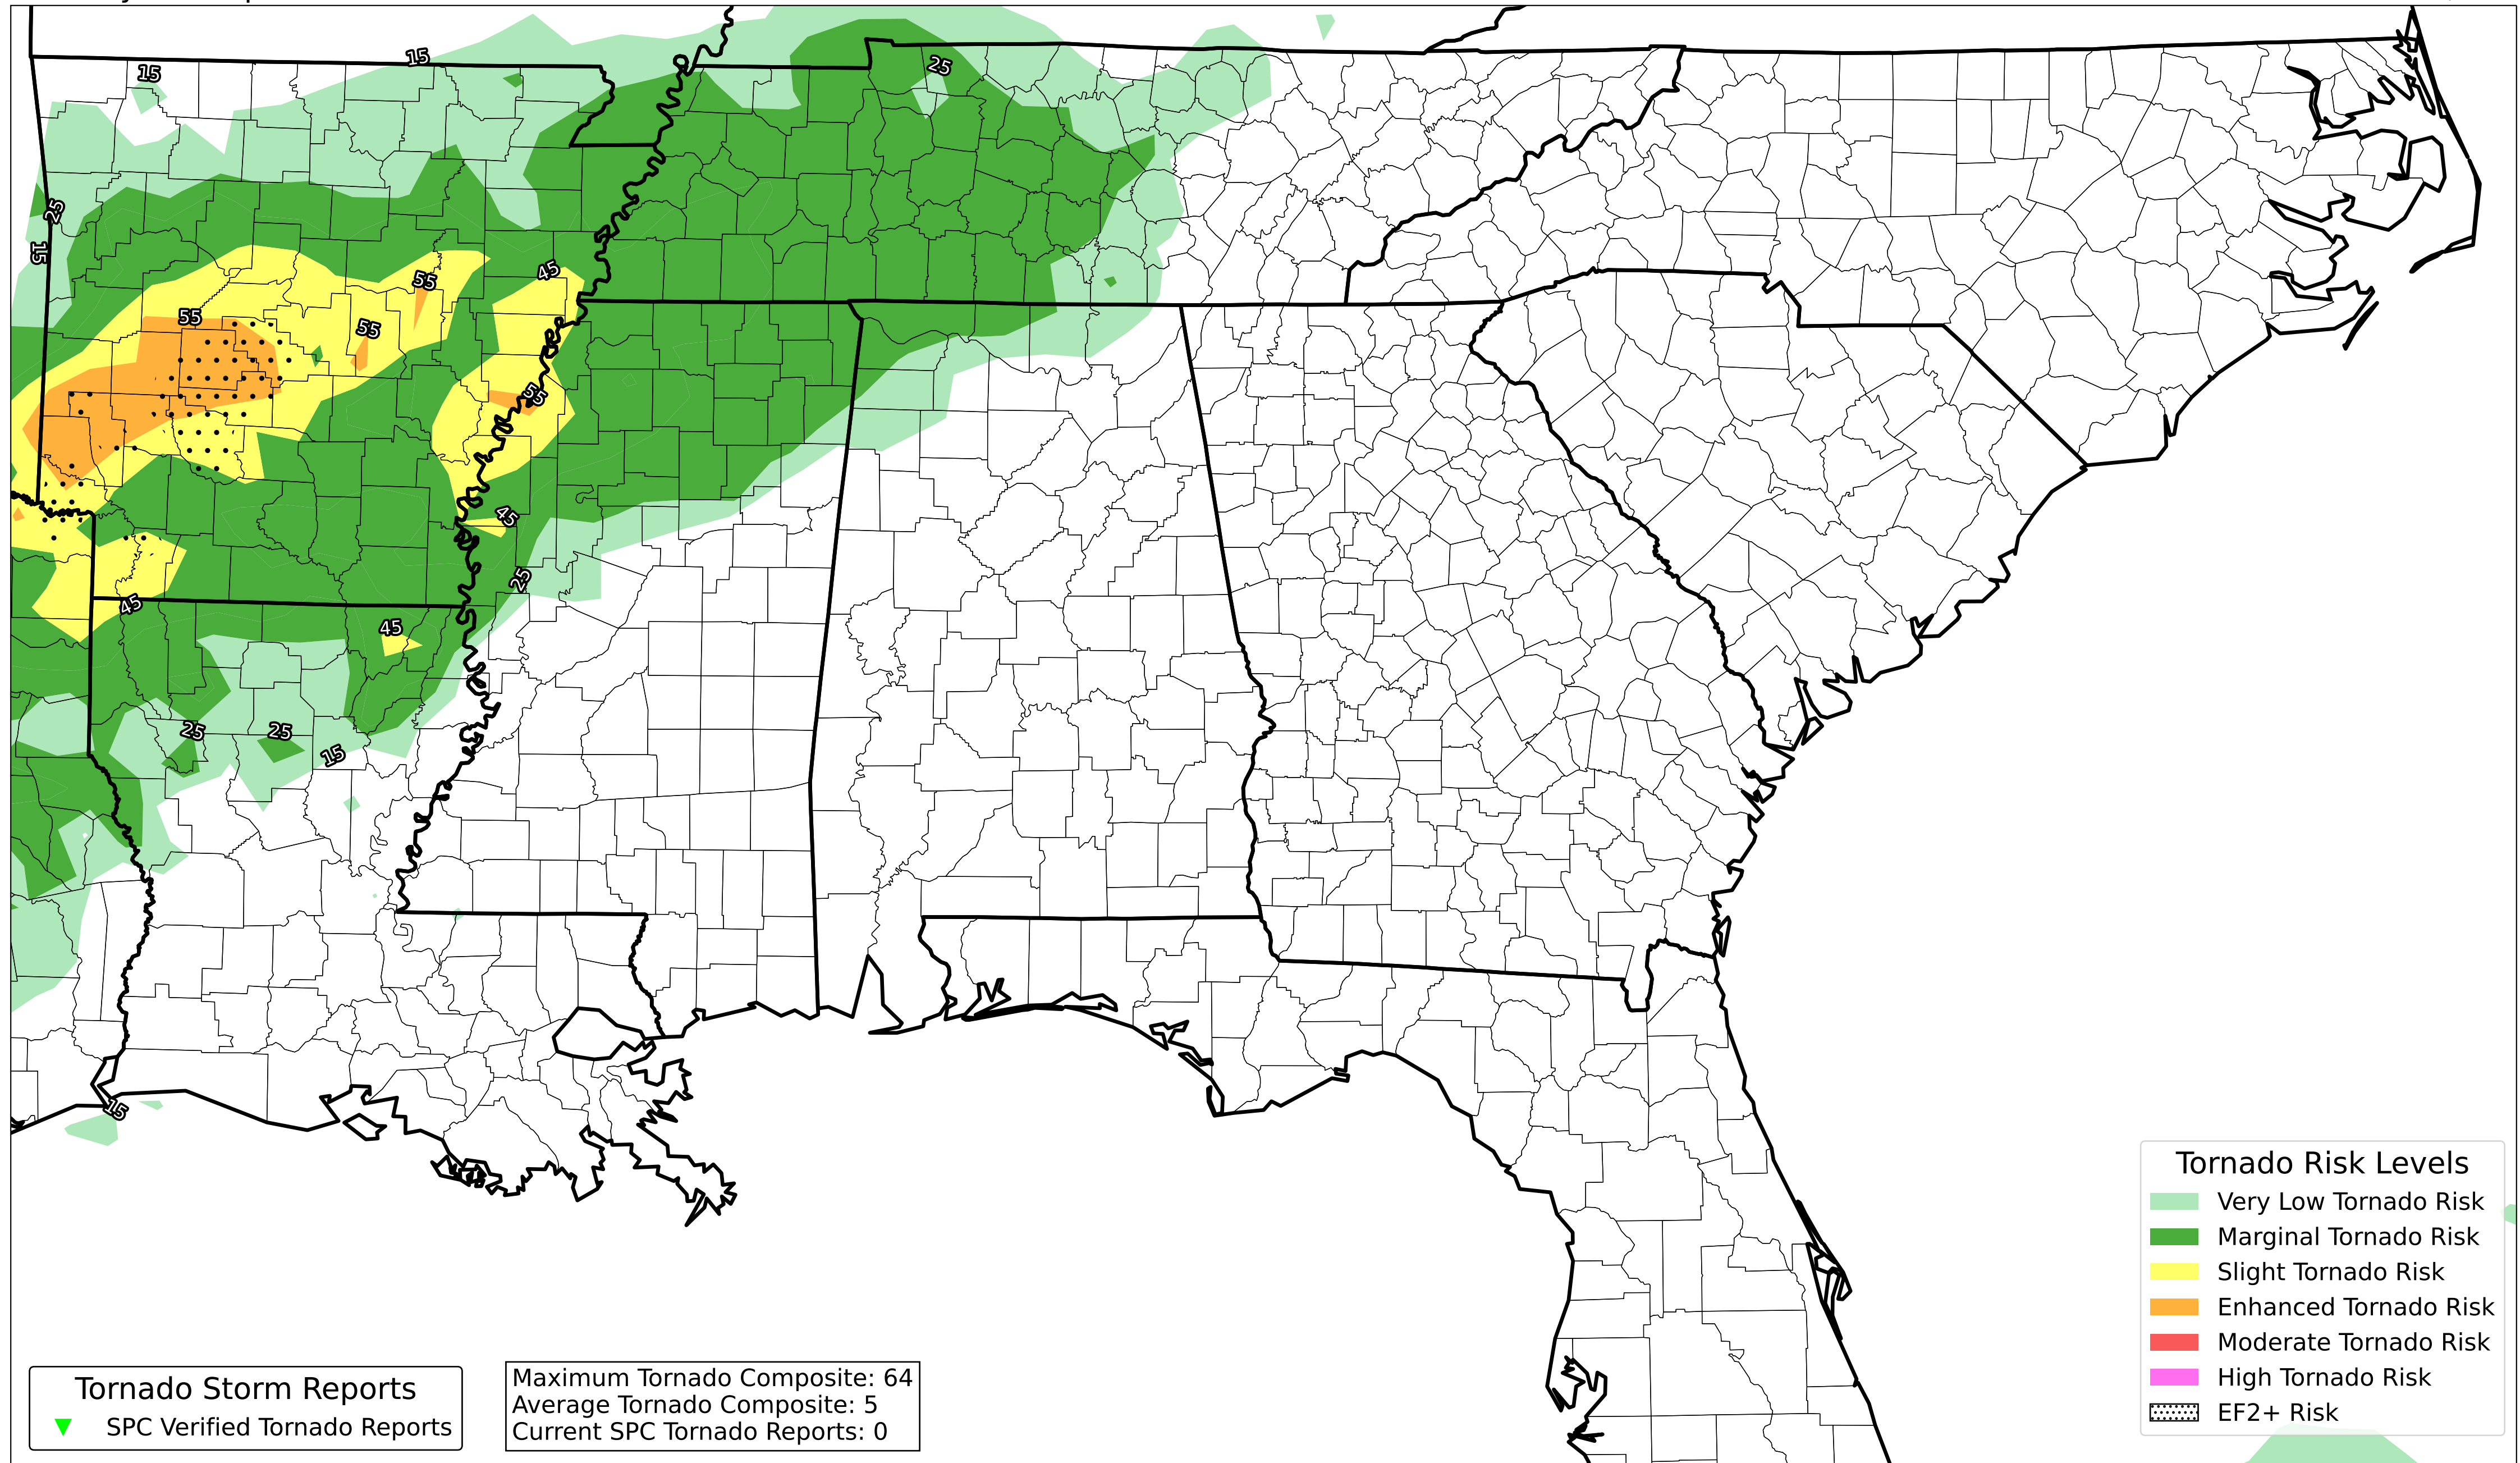 15
15
25
25
15
45
55
55
55
55
45
25
45
45
25
25
15
15
Tornado Risk Levels
Very Low Tornado Risk
Marginal Tornado Risk
Slight Tornado Risk
Enhanced Tornado Risk
Moderate Tornado Risk
High Tornado Risk
EF2+ Risk
Tornado Storm Reports
SPC Verified Tornado Reports
Maximum Tornado Composite: 64
Average Tornado Composite: 5
Current SPC Tornado Reports: 0